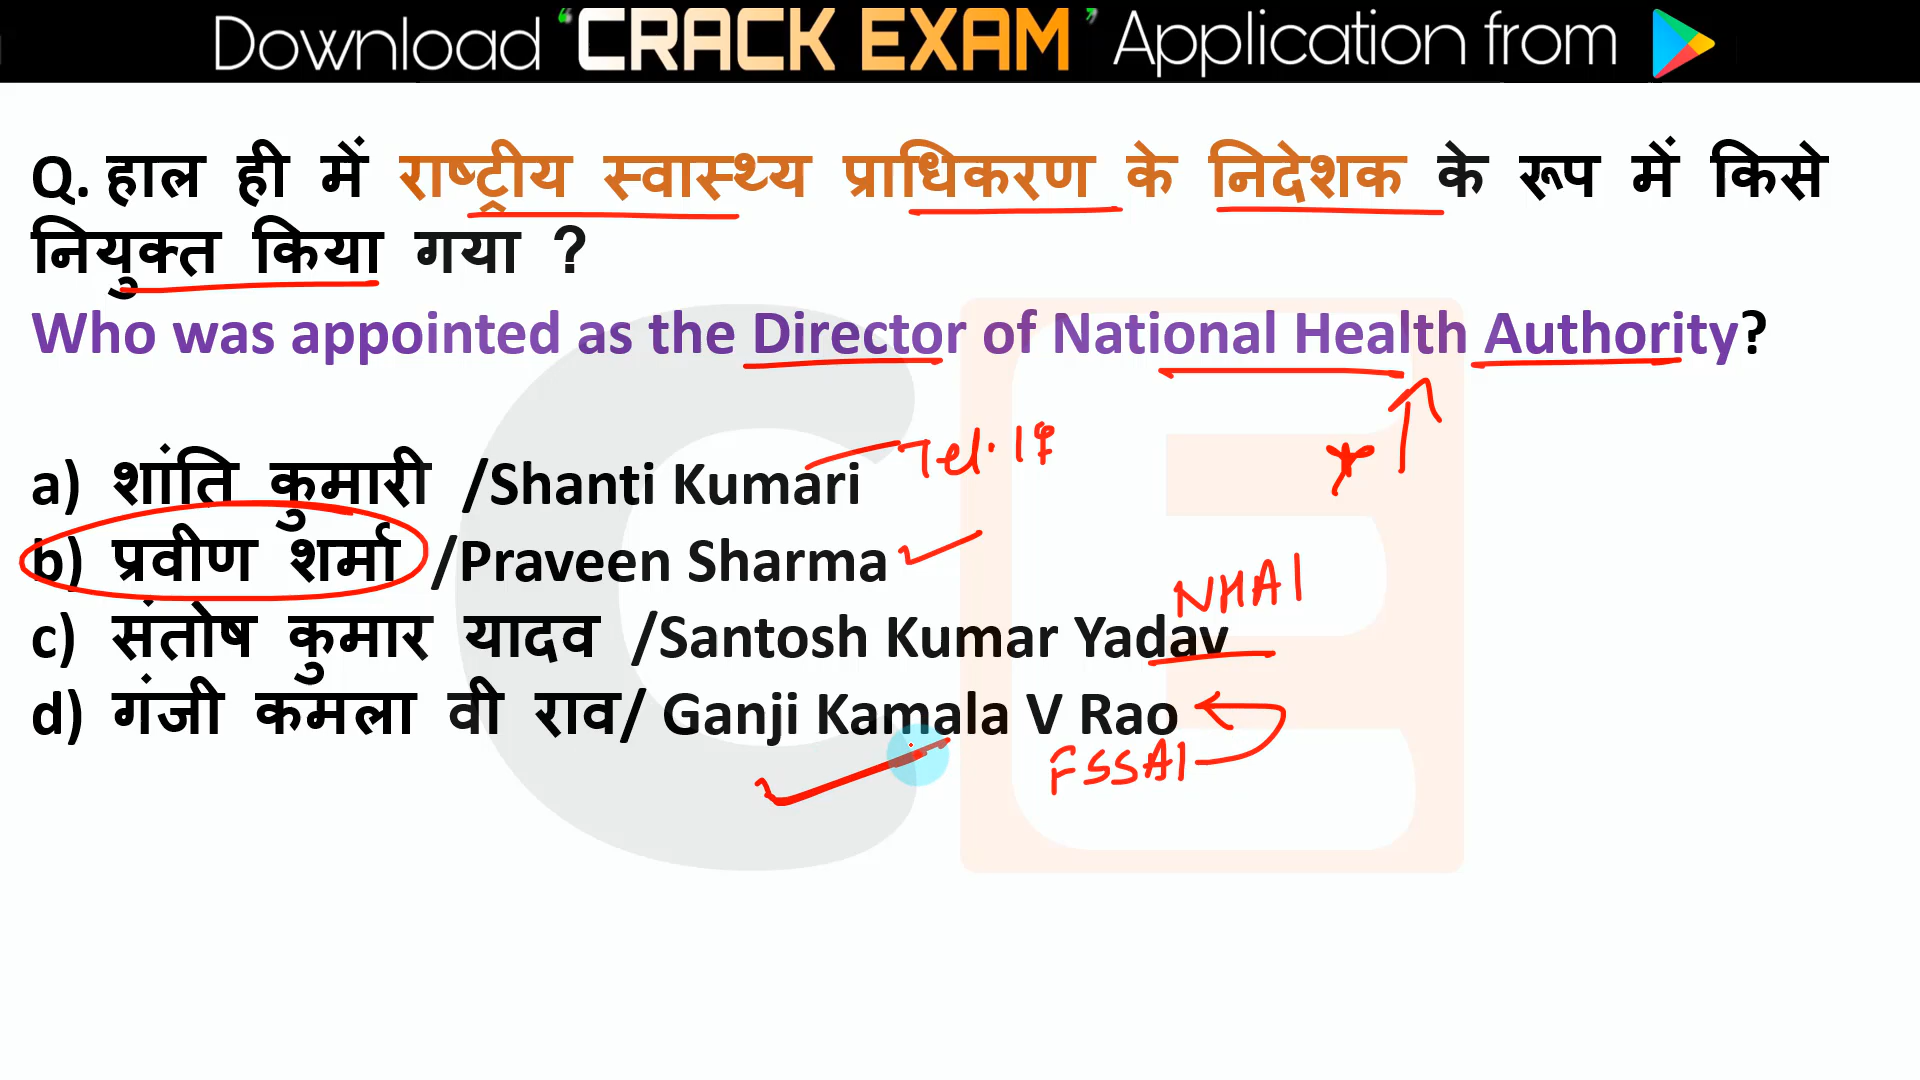 Download ‘CRACK EXAM’ Application from
Q. हाल ही में राष्ट्रीय स्वास्थ्य प्राधिकरण के निदेशक के रूप में किसे
नियुक्त किया गया ?
Who was appointed as the Director of National Health Authority?
a) शांति कुमारी /Shanti Kumari
b) प्रवीण शर्मा /Praveen Sharma
NHAI
c) संतोष कुमार यादव /Santosh Kumar Yadav
d) गंजी कमला वी राव/ Ganji Kamala V Rao
FSSAI
CE